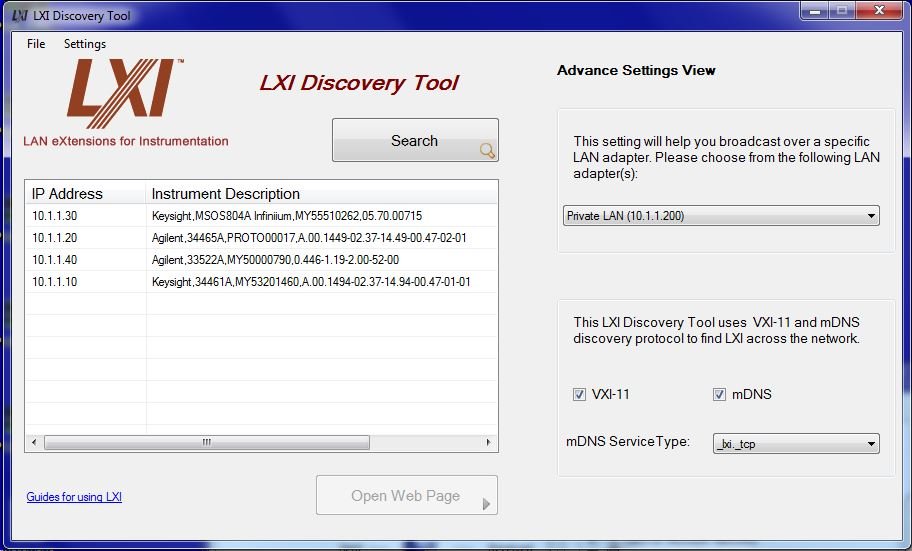 LXI Discovery Tool
File Settings
LXI™
LAN eXtensions for Instrumentation
LXI Discovery Tool
Search
IP Address Instrument Description
10.1.1.30 Keysight,MSOS804A Infiniium,MY55510262,05.70.00715
10.1.1.20 Agilent,34465A,PROTO00017,A.00.1449-02.37-14.49-00.47-02-01
10.1.1.40 Agilent,33522A,MY50000790,0.446-1.19-2.00-52-00
10.1.1.10 Keysight,34461A,MY53201460,A.00.1494-02.37-14.94-00.47-01-01
Guides for using LXI
Open Web Page
Advance Settings View
This setting will help you broadcast over a specific
LAN adapter. Please choose from the following LAN
adapter(s):
Private LAN (10.1.1.200)
This LXI Discovery Tool uses VXI-11 and mDNS
discovery protocol to find LXI across the network.
VXI-11 mDNS
mDNS ServiceType: _lxi._tcp